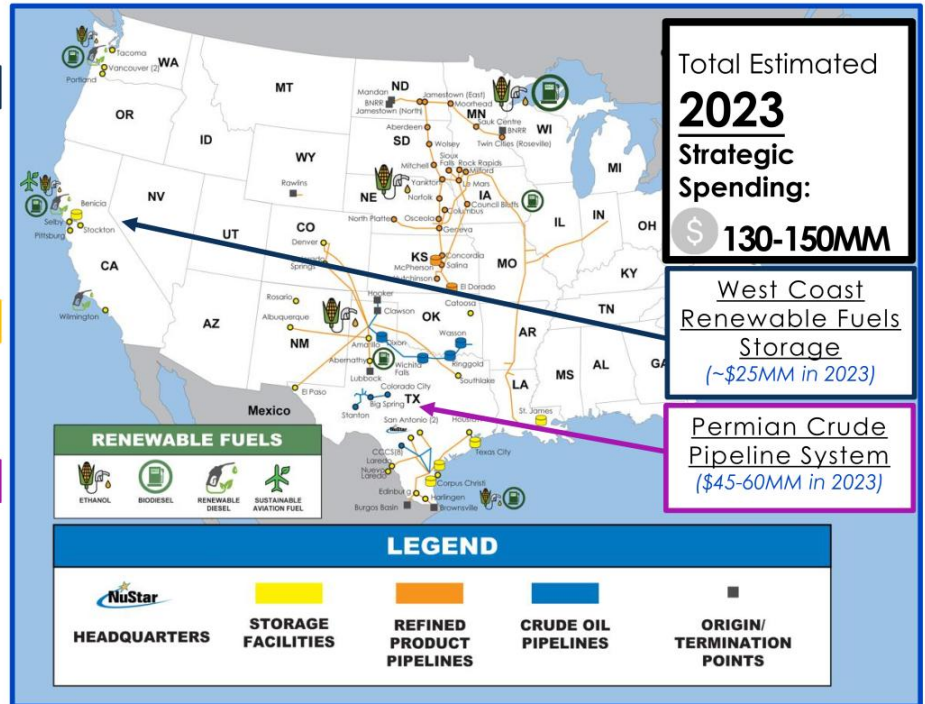 Total Estimated
2023
Strategic
Spending:
$ 130-150MM
West Coast
Renewable Fuels
Storage
(~$25MM in 2023)
Permian Crude
Pipeline System
($45-60MM in 2023)
WA
Tacoma
Vancouver (2)
Portland
OR
ID
MT
WY
Rawlins
NV
UT
CA
Benicia
Selby
Stockton
Pittsburg
Wilmington
AZ
CO
Denver
Springs
NM
Rosario
Albuquerque
El Paso
ND
Mandan
BNRR
Jamestown (East)
Jamestown (North)
Moorhead
MN
Sauk Centre
BNRR
Twin Cities (Roseville)
WI
MI
SD
Aberdeen
Wolsey
Mitchell
Sioux
Falls
Rock Rapids
Milford
Yankton
Le Mars
NE
Norfolk
IA
Council Bluffs
Columbus
North Platte
Osceola
Geneva
IL
IN
OH
KS
Concordia
Salina
McPherson
Hutchinson
El Dorado
MO
KY
TN
Hooker
Clawson
OK
Catoosa
Wasson
AR
Amarillo
Dixon
Abernathy
Wichita
Falls
Ringgold
Lubbock
Southlake
Colorado City
Big Spring
TX
Stanton
LA
MS
AL
GA
St. James
Mexico
San Antonio (2)
NuStar
Texas City
Laredo
Nuevo
Laredo
Corpus Christi
Edinburg
Harlingen
Burgos Basin
Brownsville
RENEWABLE FUELS
ETHANOL
BIODIESEL
RENEWABLE
DIESEL
SUSTAINABLE
AVIATION FUEL
LEGEND
NuStar
HEADQUARTERS
STORAGE
FACILITIES
REFINED
PRODUCT
PIPELINES
CRUDE OIL
PIPELINES
ORIGIN/
TERMINATION
POINTS